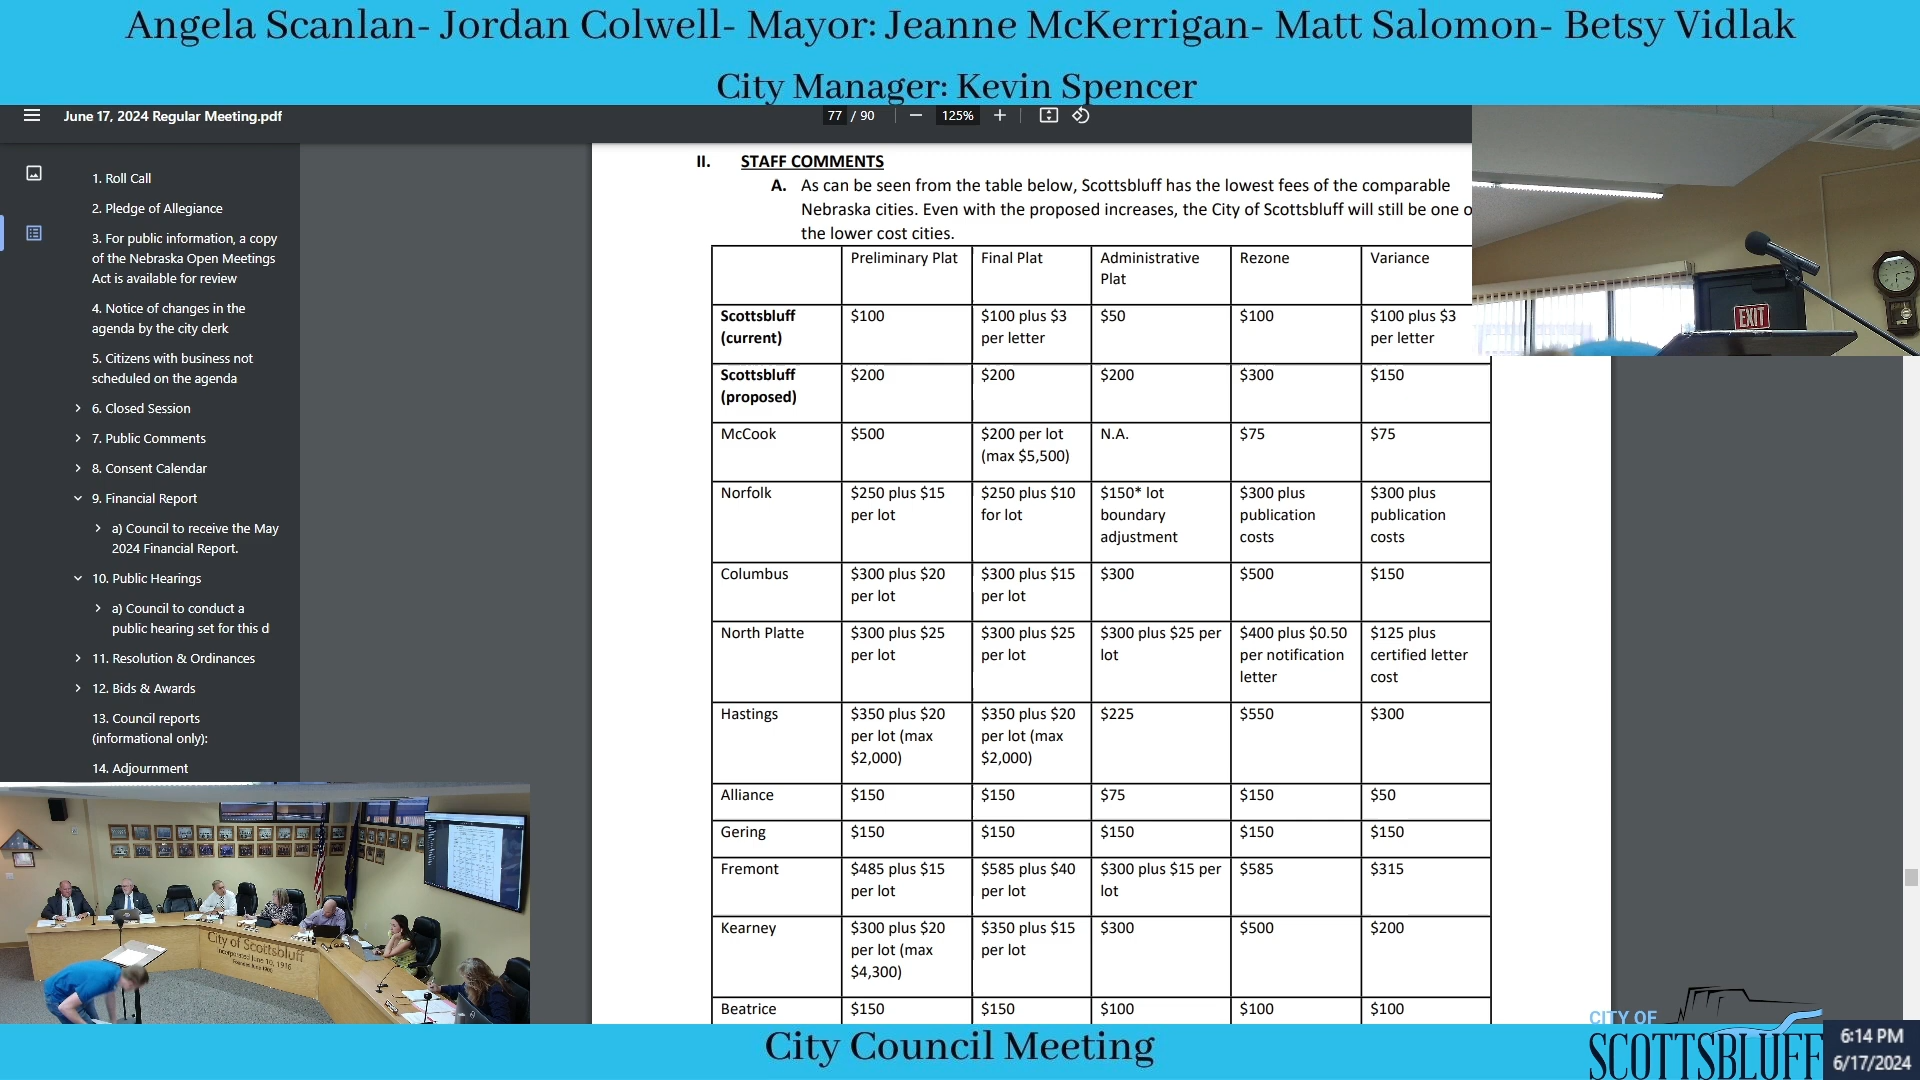 Angela Scanlan- Jordan Colwell- Mayor: Jeanne McKerrigan- Matt Salomon- Betsy Vidlak
City Manager: Kevin Spencer
June 17, 2024 Regular Meeting.pdf
77 / 90
125%
1. Roll Call
2. Pledge of Allegiance
3. For public information, a copy
of the Nebraska Open Meetings
Act is available for review
4. Notice of changes in the
agenda by the city clerk
5. Citizens with business not
scheduled on the agenda
6. Closed Session
7. Public Comments
8. Consent Calendar
9. Financial Report
a) Council to receive the May
2024 Financial Report.
10. Public Hearings
a) Council to conduct a
public hearing set for this d
11. Resolution & Ordinances
12. Bids & Awards
13. Council reports
(informational only):
14. Adjournment
II. STAFF COMMENTS
A. As can be seen from the table below, Scottsbluff has the lowest fees of the comparable
Nebraska cities. Even with the proposed increases, the City of Scottsbluff will still be one o
the lower cost cities.
Preliminary Plat Final Plat Administrative Rezone Variance
Plat
Scottsbluff $100 $100 plus $3 $50 $100 $100 plus $3
(current) per letter per letter
Scottsbluff $200 $200 $200 $300 $150
(proposed)
McCook $500 $200 per lot N.A. $75 $75
(max $5,500)
Norfolk $250 plus $15 $250 plus $10 $150* lot $300 plus $300 plus
per lot for lot boundary publication publication
adjustment costs costs
Columbus $300 plus $20 $300 plus $15 $300 $500 $150
per lot per lot
North Platte $300 plus $25 $300 plus $25 $300 plus $25 per $400 plus $0.50 $125 plus
per lot per lot lot per notification certified letter
letter cost
Hastings $350 plus $20 $350 plus $20 $225 $550 $300
per lot (max per lot (max
$2,000) $2,000)
Alliance $150 $150 $75 $150 $50
Gering $150 $150 $150 $150 $150
Fremont $485 plus $15 $585 plus $40 $300 plus $15 per $585 $315
per lot per lot lot
Kearney $300 plus $20 $350 plus $15 $300 $500 $200
per lot (max per lot
$4,300)
Beatrice $150 $150 $100 $100 $100
EXIT
City of Scottsbluff
Incorporated June 10, 1916
City Council Meeting
CITY OF
SCOTTSBLUFF
6:14 PM
6/17/2024